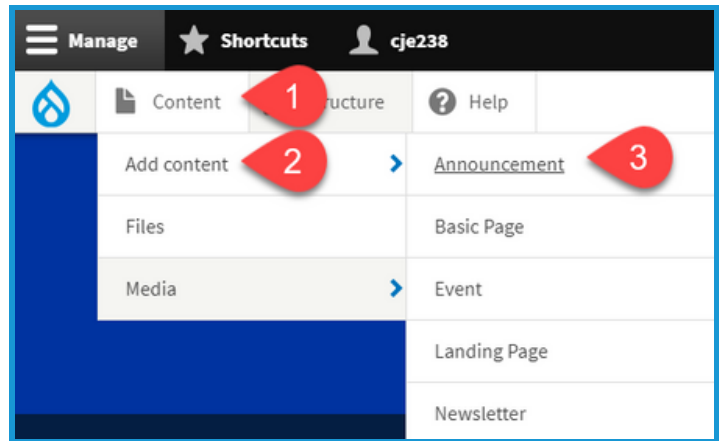 Manage Shortcuts cje238
Content 1 ructure Help
Add content 2 Announcement 3
Files Basic Page
Media Event
Landing Page
Newsletter